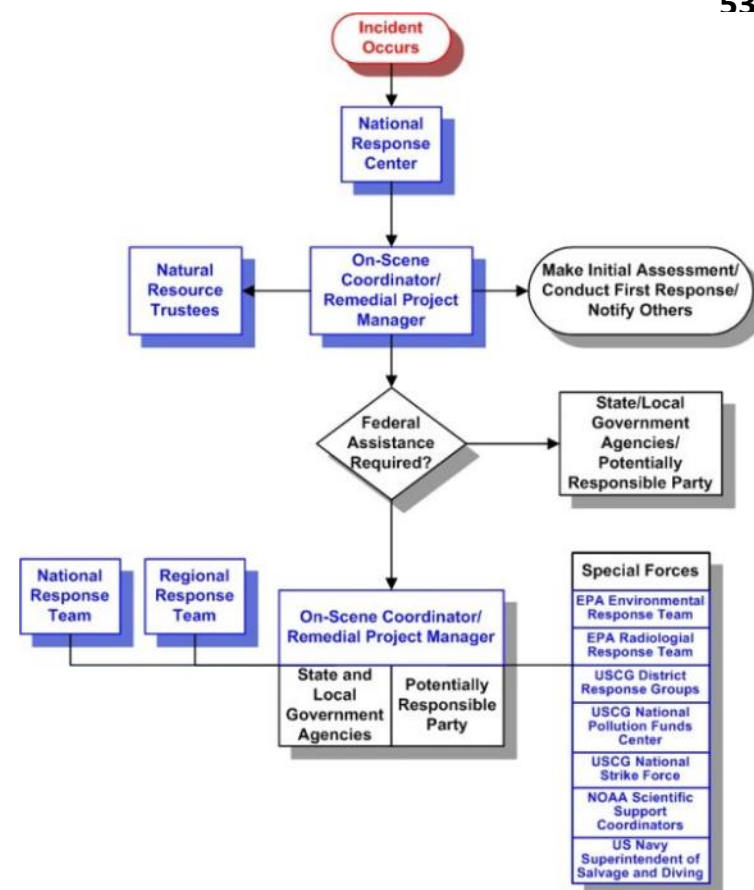 53
Incident
Occurs
National
Response
Center
Natural
Resource
Trustees
On-Scene
Coordinator/
Remedial Project
Manager
Make Initial Assessment/
Conduct First Response/
Notify Others
Federal
Assistance
Required?
State/Local
Government
Agencies/
Potentially
Responsible Party
National
Response
Team
Regional
Response
Team
On-Scene Coordinator/
Remedial Project Manager
State and
Local
Government
Agencies
Potentially
Responsible
Party
Special Forces
EPA Environmental
Response Team
EPA Radiologial
Response Team
USCG District
Response Groups
USCG National
Pollution Funds
Center
USCG National
Strike Force
NOAA Scientific
Support
Coordinators
US Navy
Superintendent of
Salvage and Diving